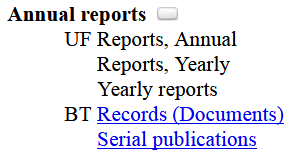 Annual reports
UF Reports, Annual
Reports, Yearly
Yearly reports
BT Records (Documents)
Serial publications